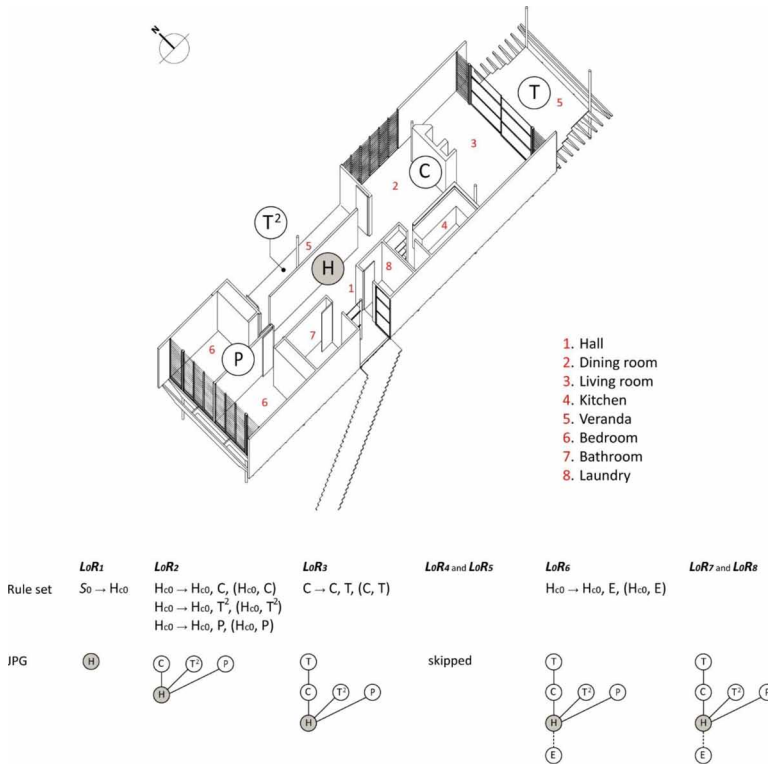 N
T
5
3
C
2
T²
5
4
H
8
1
7
6
P
6
1. Hall
2. Dining room
3. Living room
4. Kitchen
5. Veranda
6. Bedroom
7. Bathroom
8. Laundry
L0R1 L0R2 L0R3 L0R4 and L0R5 L0R6 L0R7 and L0R8
Rule set S0 → Hc0 Hc0 → Hc0, C, (Hc0, C) C → C, T, (C, T) Hc0 → Hc0, E, (Hc0, E)
Hc0 → Hc0, T², (Hc0, T²)
Hc0 → Hc0, P, (Hc0, P)
JPG H C T² P T skipped T T
H C T² P C T² P C T² P
H H H
E E